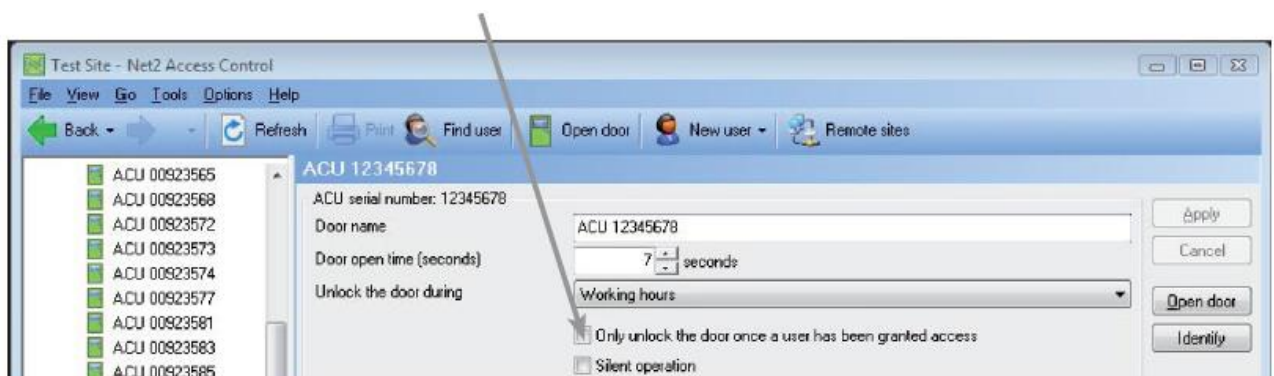 Test Site - Net2 Access Control
File View Go Tools Options Help
Back Refresh Print Find user Open door New user Remote sites
ACU 00923565
ACU 00923568
ACU 00923572
ACU 00923573
ACU 00923574
ACU 00923577
ACU 00923581
ACU 00923583
ACU 00923585
ACU 12345678
ACU serial number: 12345678
Door name ACU 12345678
Door open time (seconds) 7 seconds
Unlock the door during Working hours
Only unlock the door once a user has been granted access
Silent operation
Apply
Cancel
Open door
Identify